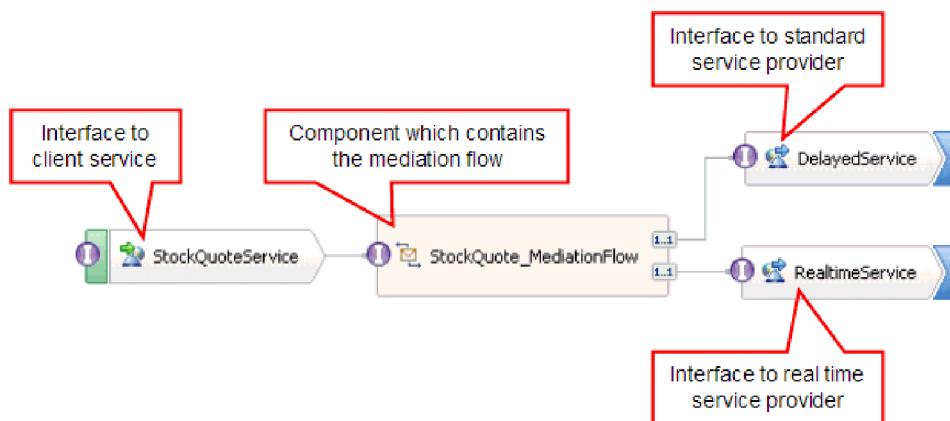 Interface to standard
service provider
Interface to
client service
Component which contains
the mediation flow
I
DelayedService
I
StockQuoteService
I
StockQuote_MediationFlow
1..1
1..1
I
RealtimeService
Interface to real time
service provider